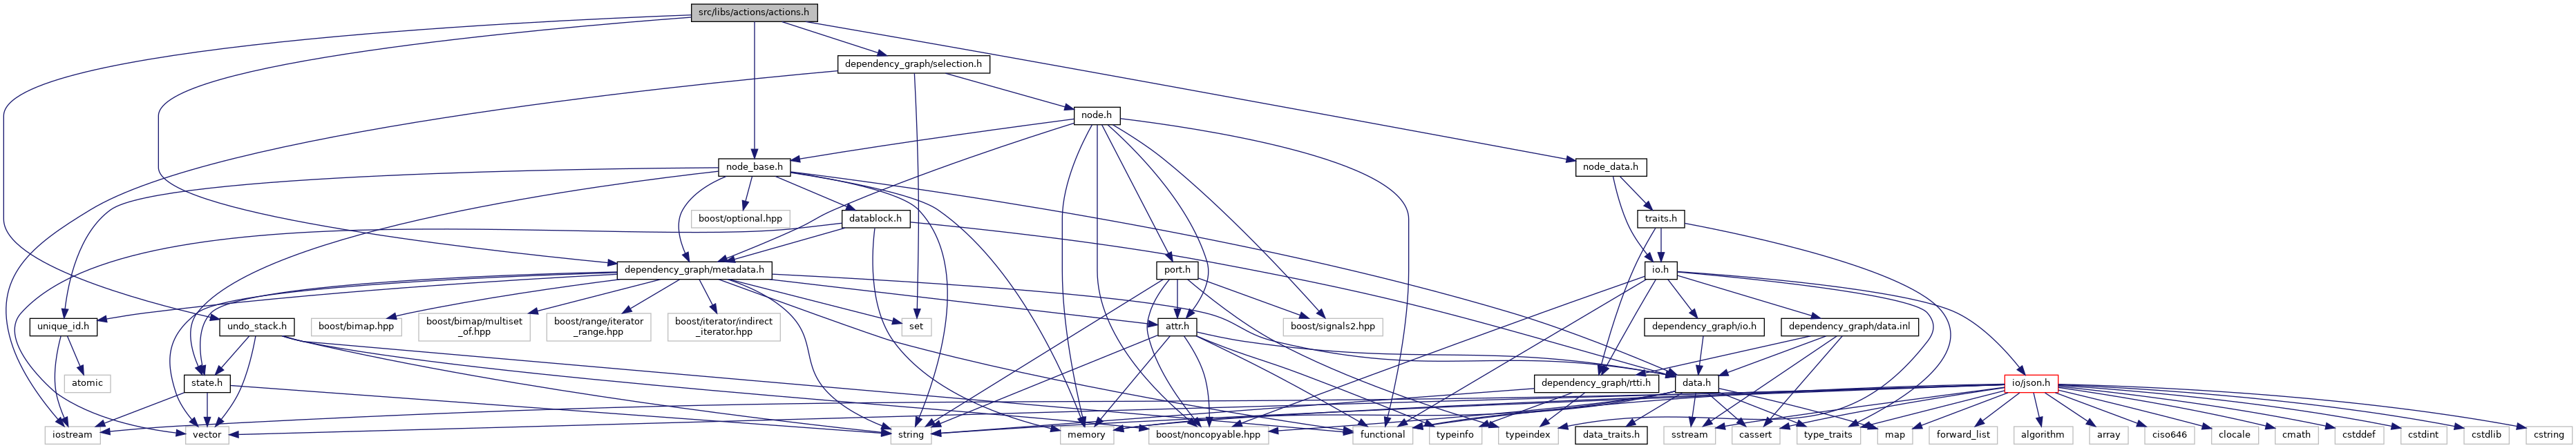 src/libs/actions/actions.h
dependency_graph/selection.h
node.h
node_base.h
node_data.h
boost/optional.hpp
datablock.h
traits.h
dependency_graph/metadata.h
port.h
io.h
unique_id.h
undo_stack.h
boost/bimap.hpp
boost/bimap/multiset
_of.hpp
boost/range/iterator
_range.hpp
boost/iterator/indirect
_iterator.hpp
set
attr.h
boost/signals2.hpp
dependency_graph/io.h
dependency_graph/data.inl
atomic
state.h
dependency_graph/rtti.h
data.h
io/json.h
iostream
vector
string
memory
boost/noncopyable.hpp
functional
typeinfo
typeindex
data_traits.h
sstream
cassert
type_traits
map
forward_list
algorithm
array
ciso646
clocale
cmath
cstddef
cstdint
cstdlib
cstring